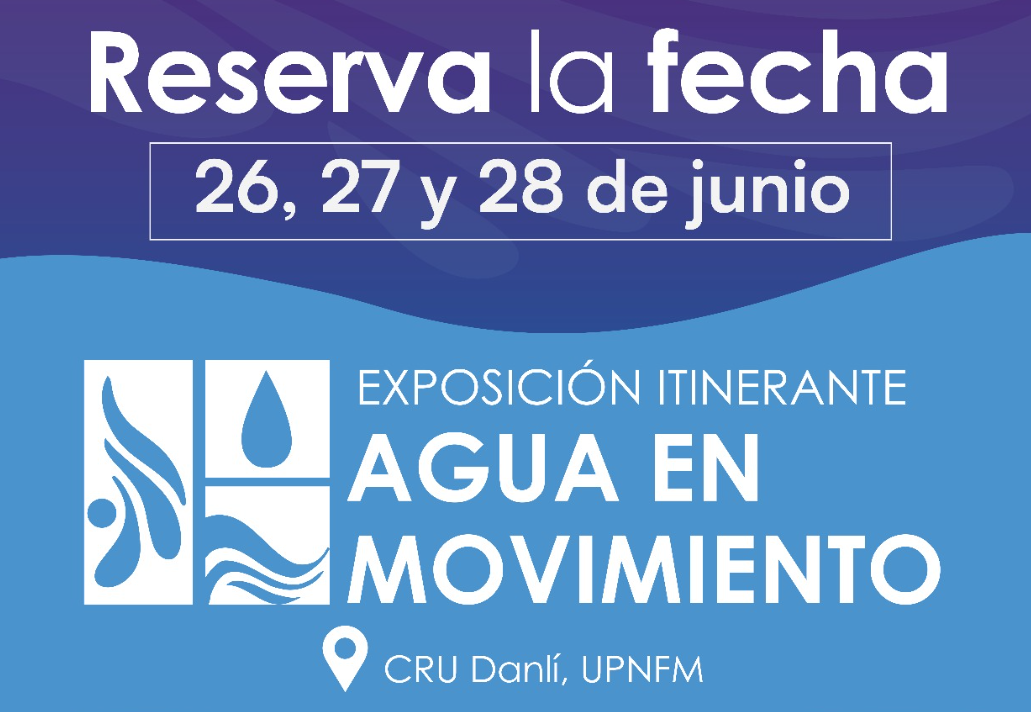 Reserva la fecha
26, 27 y 28 de junio
EXPOSICIÓN ITINERANTE
AGUA EN
MOVIMIENTO
CRU Danlí, UPNFM